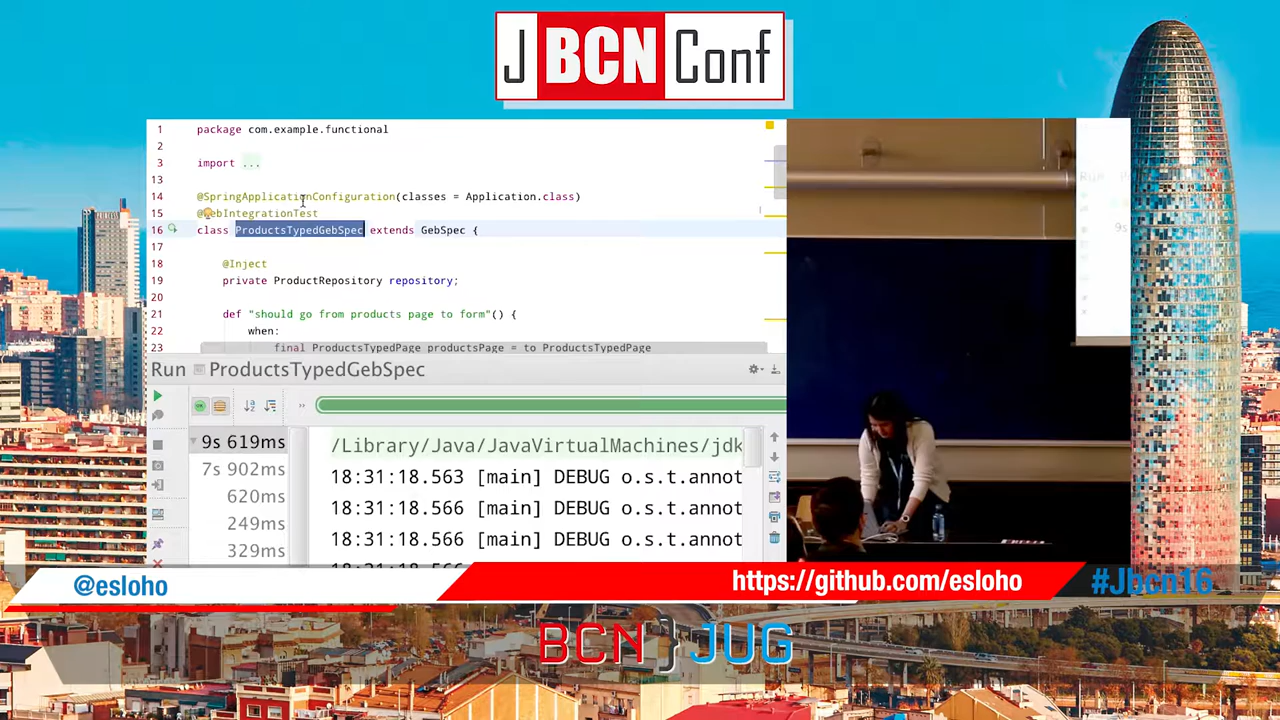 J BCN Conf
1 package com.example.functional
2
3 import ...
13
14 @SpringApplicationConfiguration(classes = Application.class)
15 @WebIntegrationTest
16 class ProductsTypedGebSpec extends GebSpec {
17
18 @Inject
19 private ProductRepository repository;
20
21 def "should go from products page to form"() {
22 when:
23 final ProductsTypedPage productsPage = to ProductsTypedPage
Run ProductsTypedGebSpec
9s 619ms
/Library/Java/JavaVirtualMachines/jdk
7s 902ms
18:31:18.563 [main] DEBUG o.s.t.annot
620ms
18:31:18.566 [main] DEBUG o.s.t.annot
249ms
18:31:18.566 [main] DEBUG o.s.t.annot
329ms
@esloho
https://github.com/esloho
#Jbcn16
BCN JUG